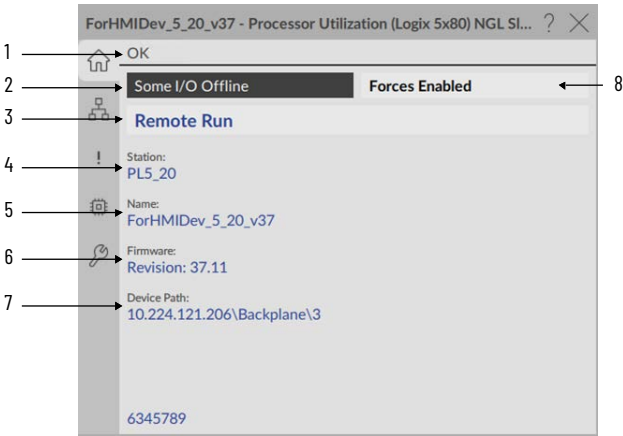 ForHMIDev_5_20_v37 - Processor Utilization (Logix 5x80) NGL Sl... ?
1 OK
2 Some I/O Offline Forces Enabled 8
3 Remote Run
4 Station:
PL5_20
5 Name:
ForHMIDev_5_20_v37
6 Firmware:
Revision: 37.11
7 Device Path:
10.224.121.206\Backplane\3
6345789